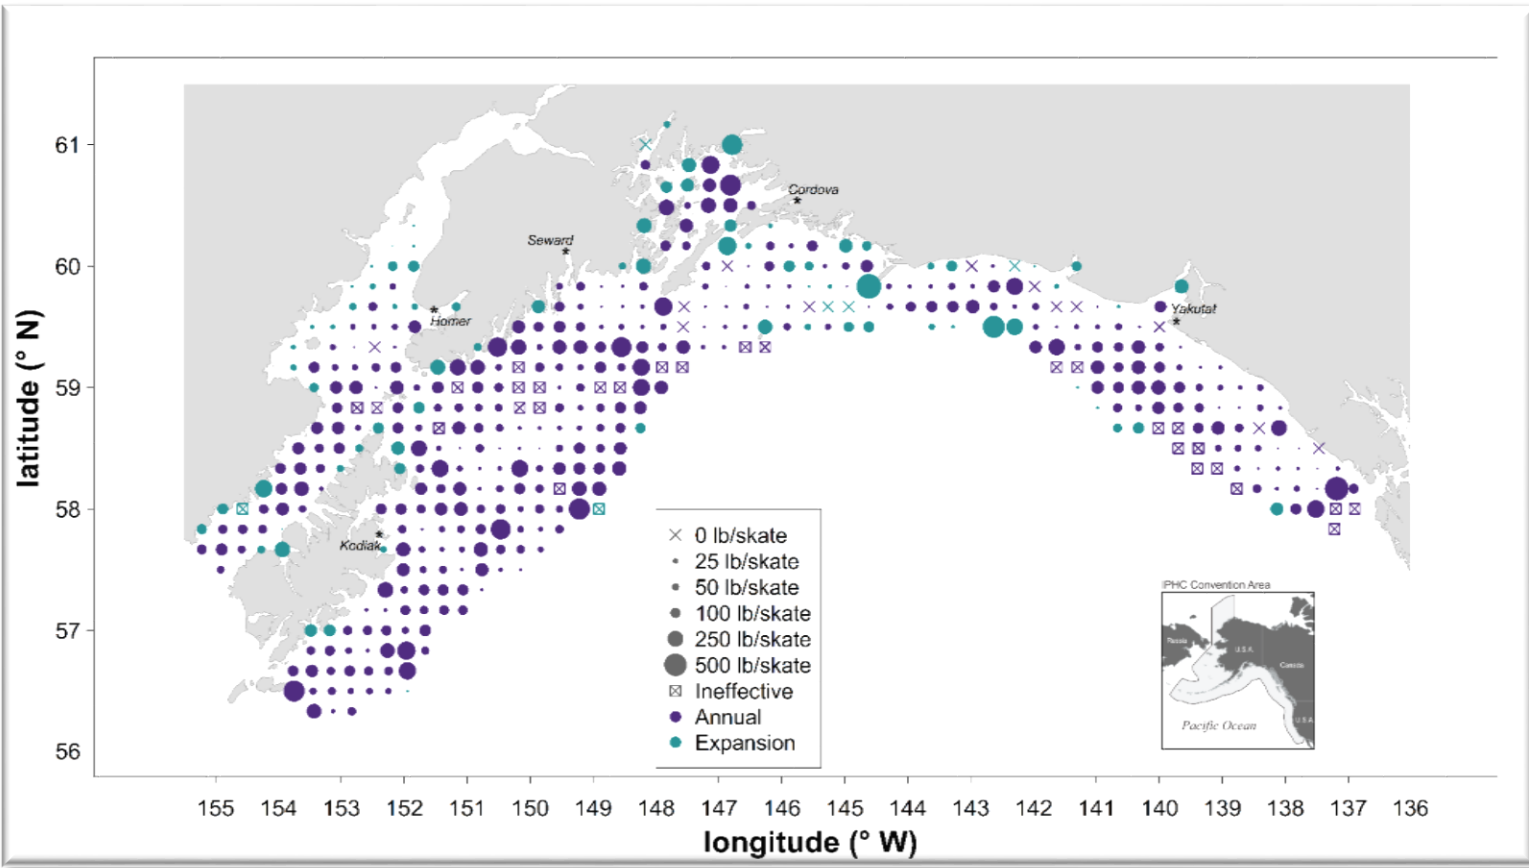 61
60
59
58
57
56
latitude (° N)
Cordova
Seward
Homer
Yakutat
Kodiak
0 lb/skate
25 lb/skate
50 lb/skate
100 lb/skate
250 lb/skate
500 lb/skate
Ineffective
Annual
Expansion
IPHC Convention Area
Russia
U.S.A.
Canada
U.S.A.
Pacific Ocean
155 154 153 152 151 150 149 148 147 146 145 144 143 142 141 140 139 138 137 136
longitude (° W)